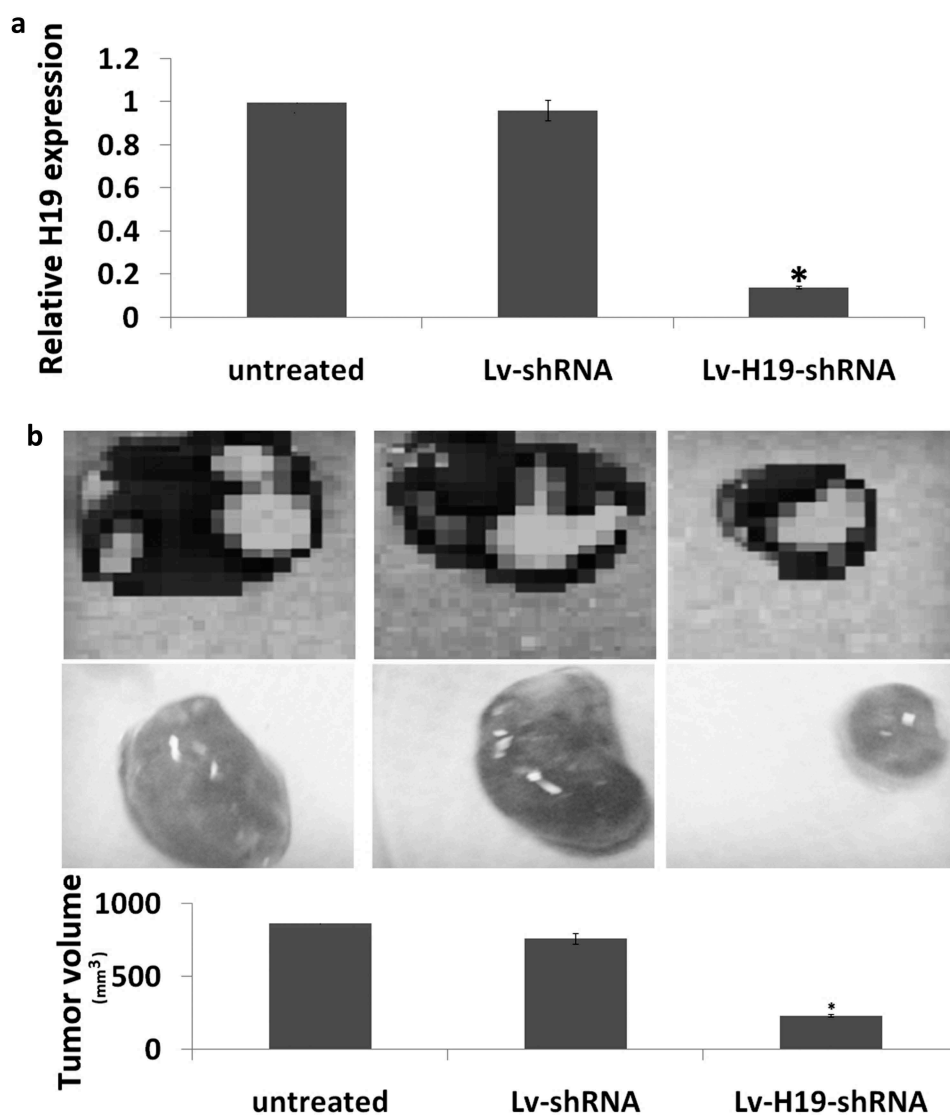 a
Relative H19 expression
1.2
1
0.8
0.6
0.4
0.2
0
*
untreated
Lv-shRNA
Lv-H19-shRNA
b
Tumor volume
(mm³)
1000
500
0
*
untreated
Lv-shRNA
Lv-H19-shRNA